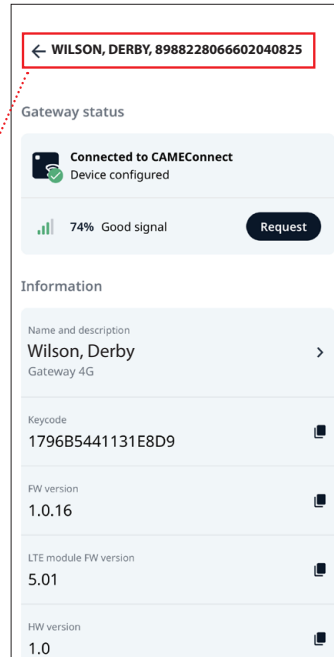 ← WILSON, DERBY, 8988228066602040825
Gateway status
Connected to CAMEConnect
Device configured
74% Good signal
Request
Information
Name and description
Wilson, Derby
Gateway 4G
Keycode
1796B5441131E8D9
FW version
1.0.16
LTE module FW version
5.01
HW version
1.0